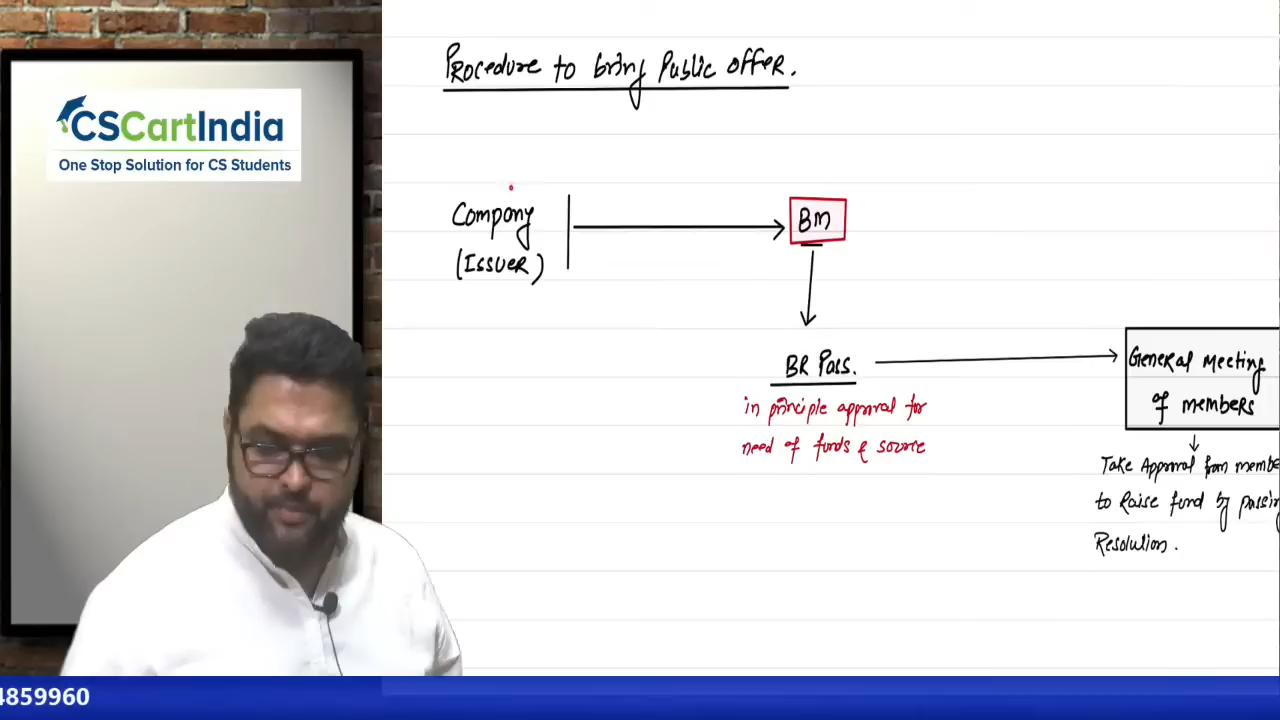 CSCartIndia
One Stop Solution for CS Students
Procedure to bring Public offer.
Company
(Issuer)
BM
BR Pass.
in principle approval for
need of funds & source
General meeting
of members
Take Approval from membe
to Raise fund by passin
Resolution.
4859960